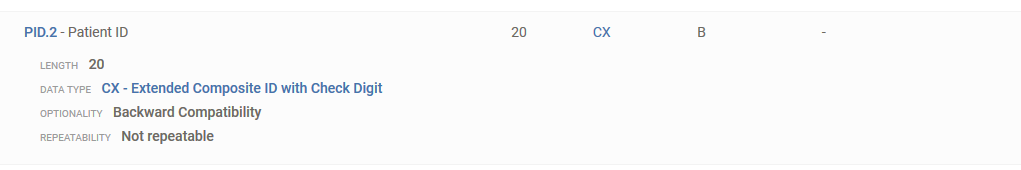 PID.2 - Patient ID 20 CX B -
LENGTH 20
DATA TYPE CX - Extended Composite ID with Check Digit
OPTIONALITY Backward Compatibility
REPEATABILITY Not repeatable